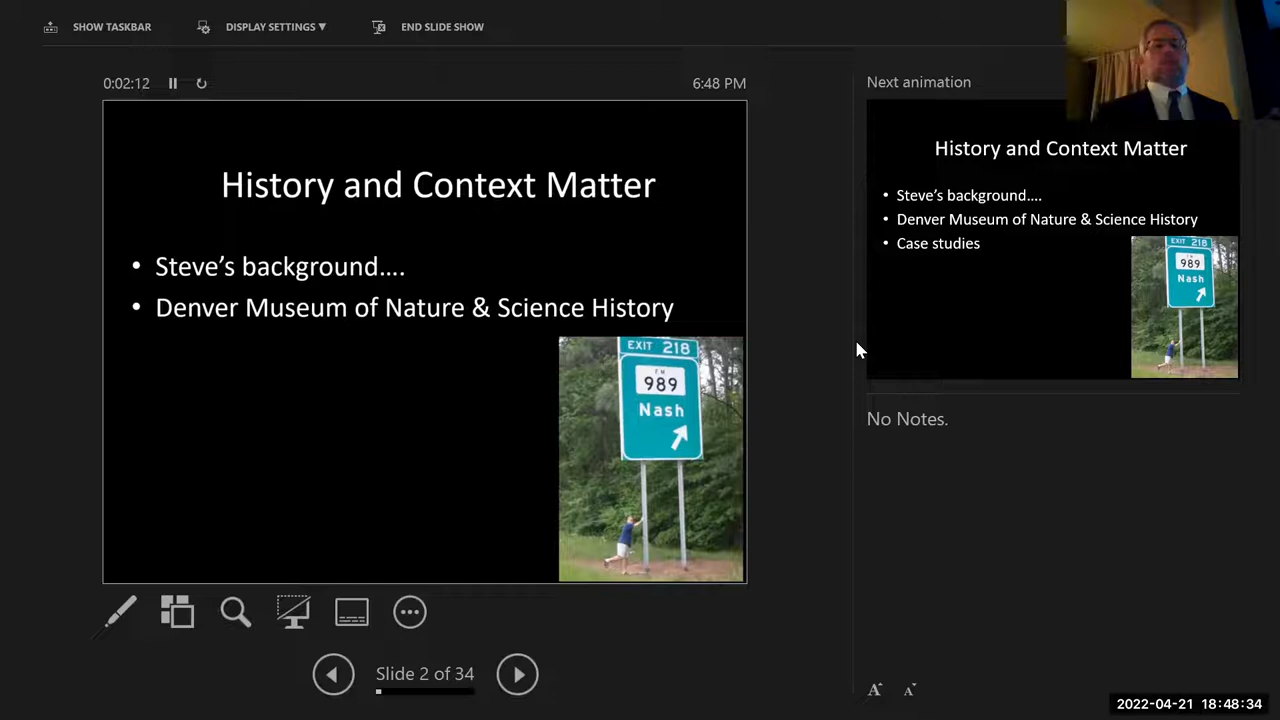 SHOW TASKBAR
DISPLAY SETTINGS ▼
END SLIDE SHOW
0:02:12
6:48 PM
History and Context Matter
• Steve’s background….
• Denver Museum of Nature & Science History
EXIT 218
FM
989
Nash
Slide 2 of 34
Next animation
History and Context Matter
• Steve’s background….
• Denver Museum of Nature & Science History
• Case studies
EXIT 218
989
Nash
No Notes.
A A
2022-04-21 18:48:34